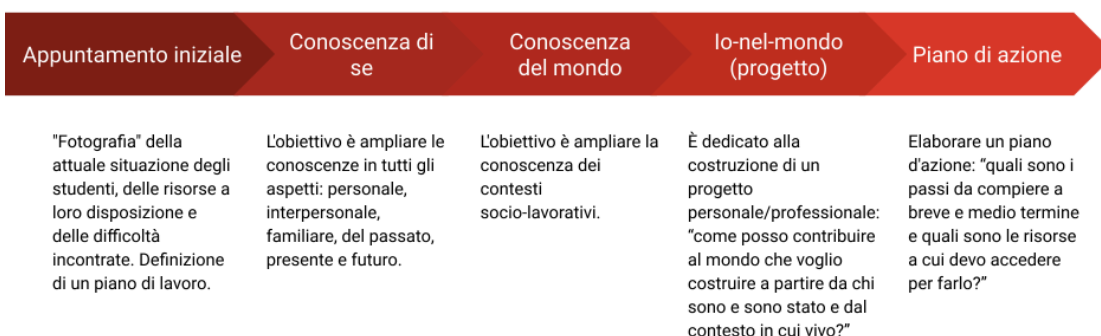 Appuntamento iniziale
Conoscenza di
se
Conoscenza
del mondo
Io-nel-mondo
(progetto)
Piano di azione
"Fotografia" della
attuale situazione degli
studenti, delle risorse a
loro disposizione e
delle difficoltà
incontrate. Definizione
di un piano di lavoro.
L'obiettivo è ampliare le
conoscenze in tutti gli
aspetti: personale,
interpersonale,
familiare, del passato,
presente e futuro.
L'obiettivo è ampliare la
conoscenza dei
contesti
socio-lavorativi.
È dedicato alla
costruzione di un
progetto
personale/professionale:
“come posso contribuire
al mondo che voglio
costruire a partire da chi
sono e sono stato e dal
contesto in cui vivo?”
Elaborare un piano
d'azione: “quali sono i
passi da compiere a
breve e medio termine
e quali sono le risorse
a cui devo accedere
per farlo?”